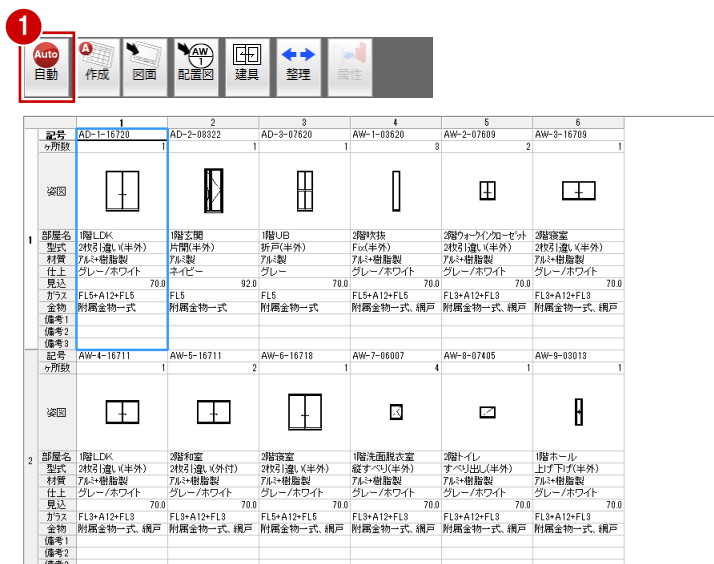 1
Auto
自動
A
作成
図面
AW
1
配置図
建具
整理
属性
1 2 3 4 5 6
記号 AD-1-16720 AD-2-08322 AD-3-07620 AW-1-03620 AW-2-07609 AW-3-16709
ヶ所数 1 1 1 3 2 1
姿図
1
部屋名 1階LDK 1階玄関 1階UB 1階吹抜 2階ウォークインクローゼット 2階寝室
型式 2枚引違い(半外) 片開(半外) 折戸(半外) Fix(半外) 2枚引違い(半外) 2枚引違い(半外)
材質 アルミ+樹脂製 アルミ製 アルミ製 アルミ+樹脂製 アルミ+樹脂製 アルミ+樹脂製
仕上 グレー/ホワイト ネイビー グレー グレー/ホワイト グレー/ホワイト グレー/ホワイト
見込 70.0 92.0 70.0 70.0 70.0 70.0
ガラス FL5+A12+FL5 FL5 FL5 FL5+A12+FL5 FL3+A12+FL3 FL3+A12+FL3
金物 附属金物一式 附属金物一式 附属金物一式 附属金物一式、網戸 附属金物一式、網戸 附属金物一式、網戸
備考1
備考2
備考3
記号 AW-4-16711 AW-5-16711 AW-6-16718 AW-7-06007 AW-8-07405 AW-9-03013
ヶ所数 1 2 1 4 1 1
姿図
2
部屋名 1階LDK 2階和室 2階寝室 1階洗面脱衣室 2階トイレ 1階ホール
型式 2枚引違い(半外) 2枚引違い(外付) 2枚引違い(半外) 縦すべり(半外) すべり出し(半外) 上げ下げ(半外)
材質 アルミ+樹脂製 アルミ+樹脂製 アルミ+樹脂製 アルミ+樹脂製 アルミ+樹脂製 アルミ+樹脂製
仕上 グレー/ホワイト グレー/ホワイト グレー/ホワイト グレー/ホワイト グレー/ホワイト グレー/ホワイト
見込 70.0 70.0 70.0 70.0 70.0 70.0
ガラス FL3+A12+FL3 FL3+A12+FL3 FL5+A12+FL5 FL3+A12+FL3 FL3+A12+FL3 FL3+A12+FL3
金物 附属金物一式、網戸 附属金物一式、網戸 附属金物一式、網戸 附属金物一式、網戸 附属金物一式、網戸 附属金物一式、網戸
備考1
備考2
備考3